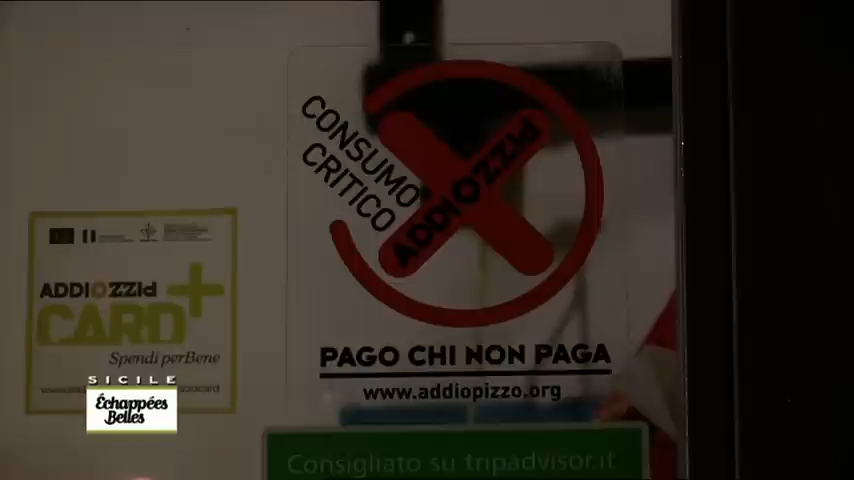 CONSUMO
CRITICO
ADDIOPIZZO
PAGO CHI NON PAGA
www.addiopizzo.org
ADDIOPIZZO
CARD+
Spendi perBene
SICILE
Échappées
Belles
Consigliato su tripadvisor.it